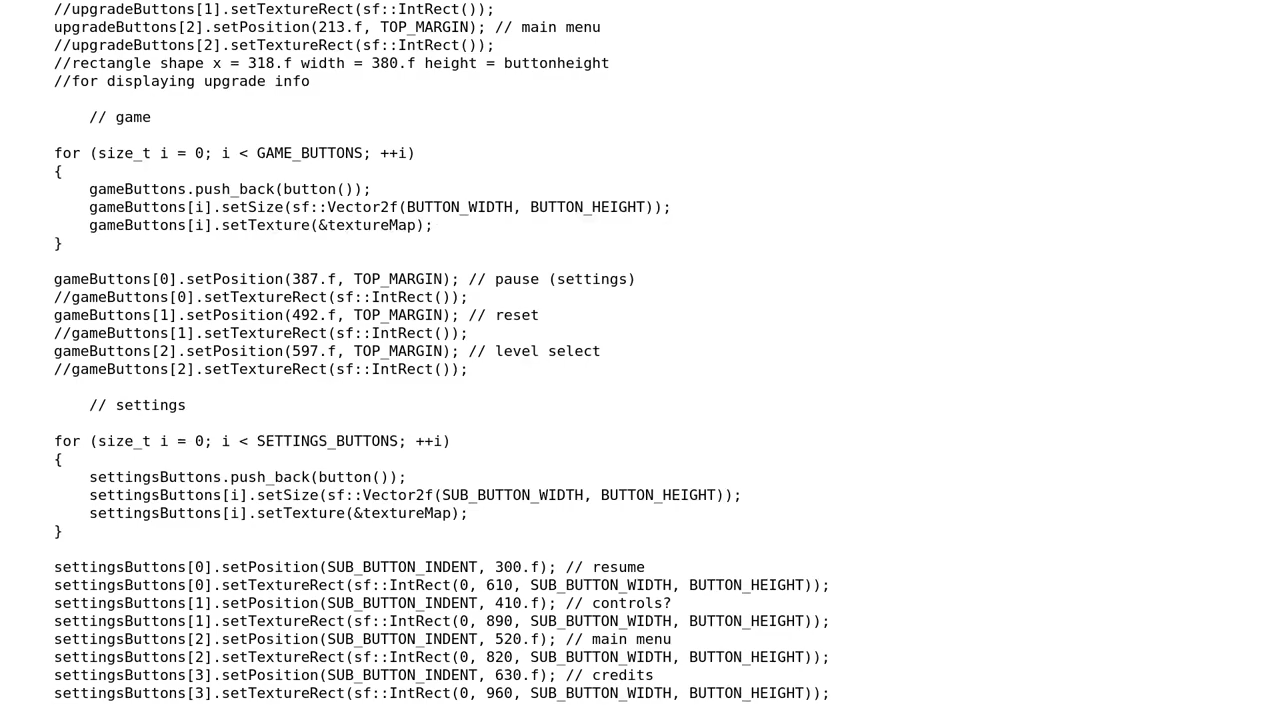 //upgradeButtons[1].setTextureRect(sf::IntRect());
upgradeButtons[2].setPosition(213.f, TOP_MARGIN); // main menu
//upgradeButtons[2].setTextureRect(sf::IntRect());
//rectangle shape x = 318.f width = 380.f height = buttonheight
//for displaying upgrade info
// game
for (size_t i = 0; i < GAME_BUTTONS; ++i)
{
gameButtons.push_back(button());
gameButtons[i].setSize(sf::Vector2f(BUTTON_WIDTH, BUTTON_HEIGHT));
gameButtons[i].setTexture(&textureMap);
}
gameButtons[0].setPosition(387.f, TOP_MARGIN); // pause (settings)
//gameButtons[0].setTextureRect(sf::IntRect());
gameButtons[1].setPosition(492.f, TOP_MARGIN); // reset
//gameButtons[1].setTextureRect(sf::IntRect());
gameButtons[2].setPosition(597.f, TOP_MARGIN); // level select
//gameButtons[2].setTextureRect(sf::IntRect());
// settings
for (size_t i = 0; i < SETTINGS_BUTTONS; ++i)
{
settingsButtons.push_back(button());
settingsButtons[i].setSize(sf::Vector2f(SUB_BUTTON_WIDTH, BUTTON_HEIGHT));
settingsButtons[i].setTexture(&textureMap);
}
settingsButtons[0].setPosition(SUB_BUTTON_INDENT, 300.f); // resume
settingsButtons[0].setTextureRect(sf::IntRect(0, 610, SUB_BUTTON_WIDTH, BUTTON_HEIGHT));
settingsButtons[1].setPosition(SUB_BUTTON_INDENT, 410.f); // controls?
settingsButtons[1].setTextureRect(sf::IntRect(0, 890, SUB_BUTTON_WIDTH, BUTTON_HEIGHT));
settingsButtons[2].setPosition(SUB_BUTTON_INDENT, 520.f); // main menu
settingsButtons[2].setTextureRect(sf::IntRect(0, 820, SUB_BUTTON_WIDTH, BUTTON_HEIGHT));
settingsButtons[3].setPosition(SUB_BUTTON_INDENT, 630.f); // credits
settingsButtons[3].setTextureRect(sf::IntRect(0, 960, SUB_BUTTON_WIDTH, BUTTON_HEIGHT));